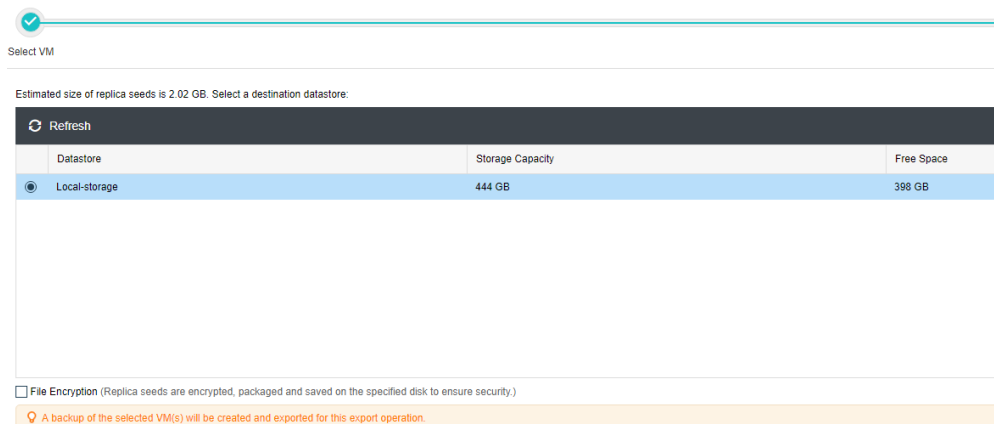 Select VM
Estimated size of replica seeds is 2.02 GB. Select a destination datastore:
Refresh
Datastore Storage Capacity Free Space
Local-storage 444 GB 398 GB
File Encryption (Replica seeds are encrypted, packaged and saved on the specified disk to ensure security.)
A backup of the selected VM(s) will be created and exported for this export operation.